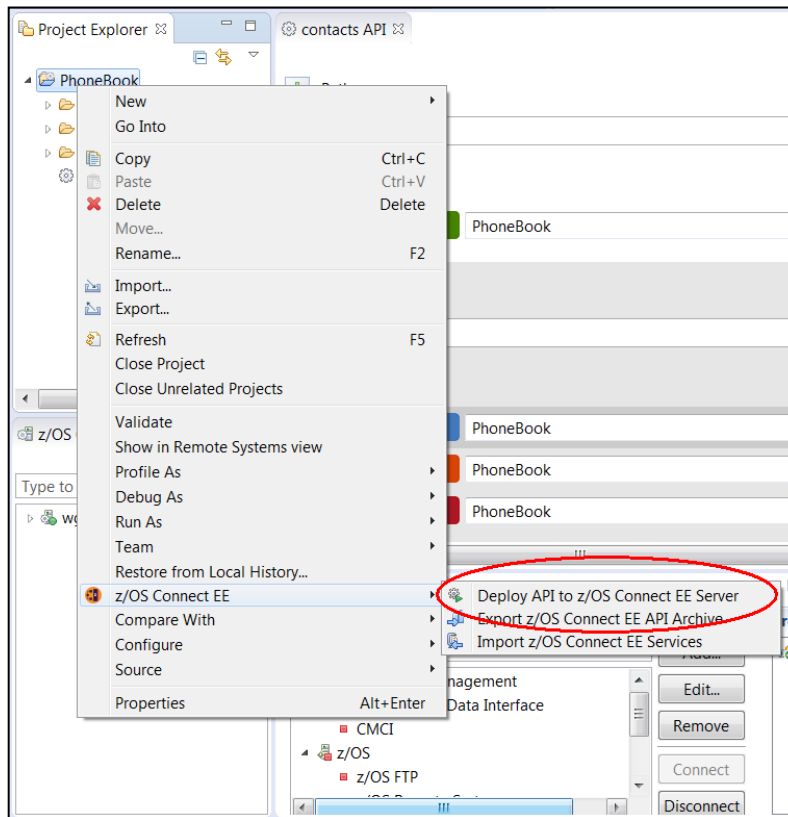 Project Explorer
contacts API
PhoneBook
New
Go Into
Copy Ctrl+C
Paste Ctrl+V
Delete Delete
Move...
Rename... F2
Import...
Export...
Refresh F5
Close Project
Close Unrelated Projects
Validate
Show in Remote Systems view
Profile As
Debug As
Run As
Team
Restore from Local History...
z/OS Connect EE
Compare With
Configure
Source
Properties Alt+Enter
Deploy API to z/OS Connect EE Server
Export z/OS Connect EE API Archive
Import z/OS Connect EE Services
PhoneBook
PhoneBook
PhoneBook
PhoneBook
z/OS
Type to
wg
nagement
Data Interface
CMCI
z/OS
z/OS FTP
Add...
Edit...
Remove
Connect
Disconnect